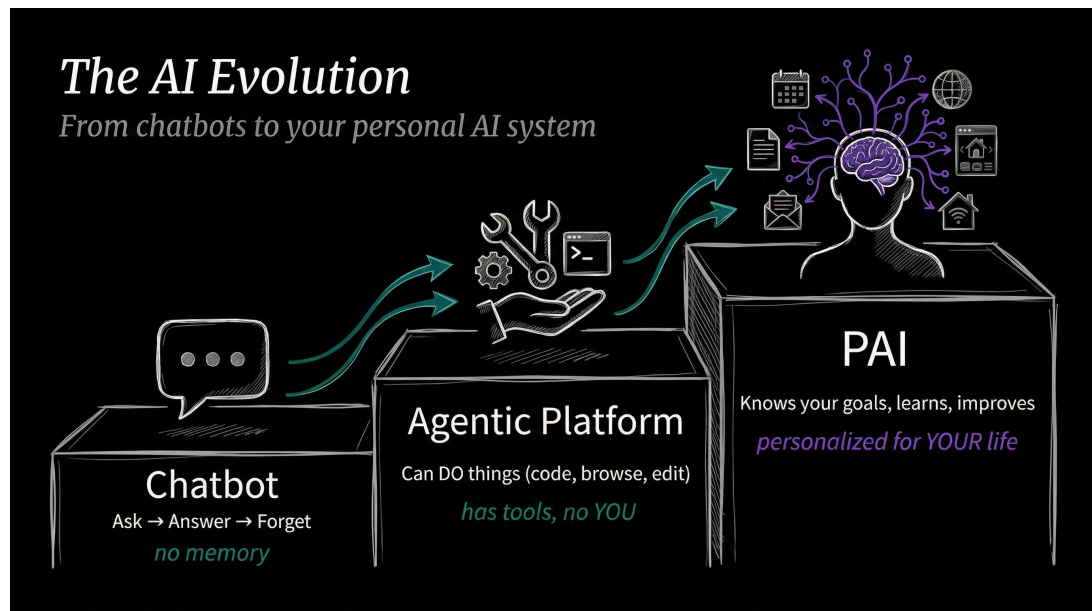 The AI Evolution
From chatbots to your personal AI system
>_
Chatbot
Ask → Answer → Forget
no memory
Agentic Platform
Can DO things (code, browse, edit)
has tools, no YOU
PAI
Knows your goals, learns, improves
personalized for YOUR life